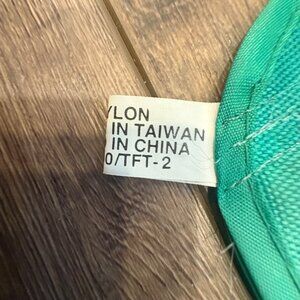 YLON
IN TAIWAN
IN CHINA
0/TFT-2